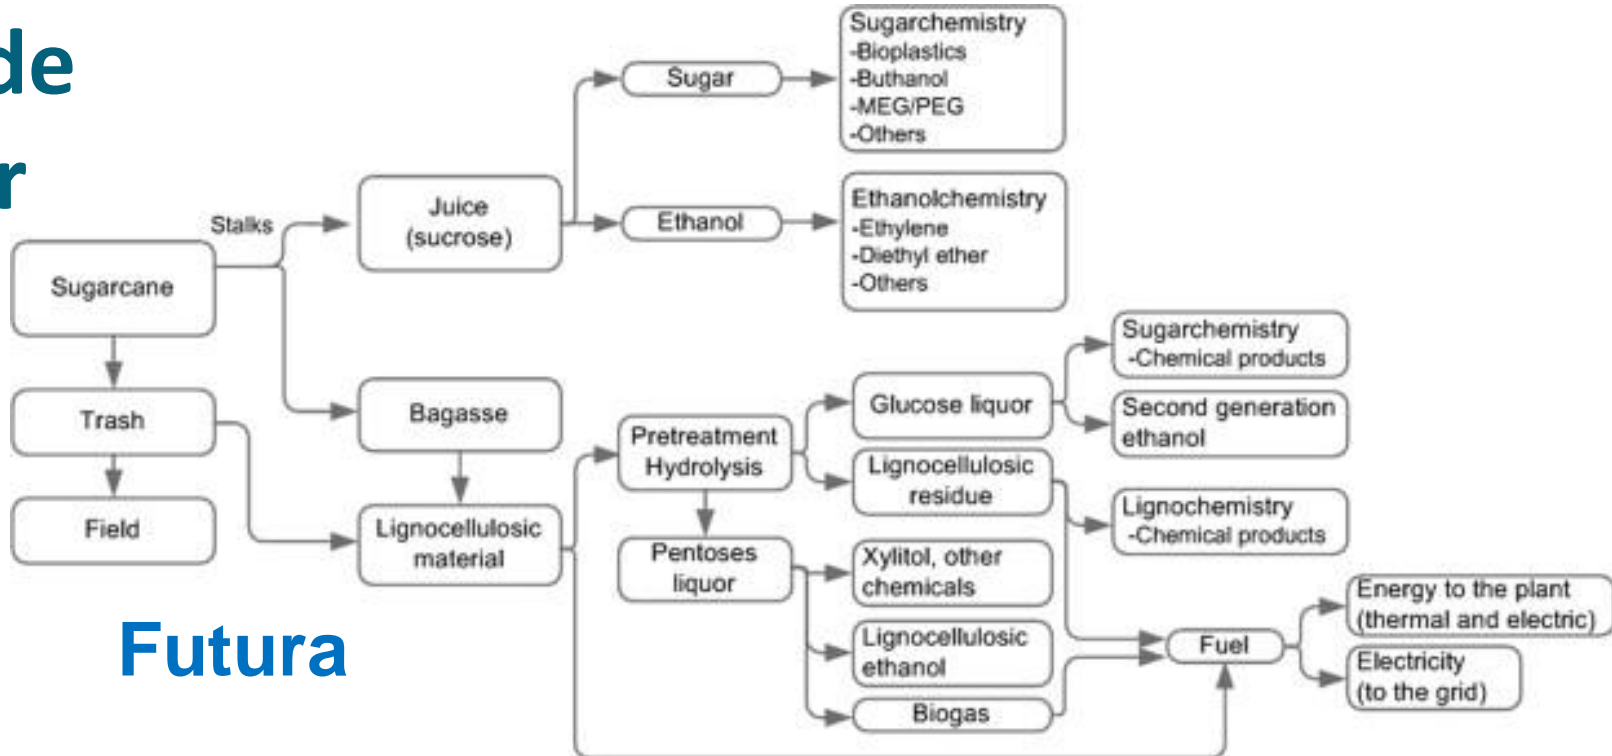 de
r
Stalks
Sugarcane
Trash
Field
Juice
(sucrose)
Bagasse
Lignocellulosic
material
Sugar
Ethanol
Sugarchemistry
-Bioplastics
-Buthanol
-MEG/PEG
-Others
Ethanolchemistry
-Ethylene
-Diethyl ether
-Others
Pretreatment
Hydrolysis
Pentoses
liquor
Glucose liquor
Lignocellulosic
residue
Xylitol, other
chemicals
Lignocellulosic
ethanol
Biogas
Sugarchemistry
-Chemical products
Second generation
ethanol
Lignochemistry
-Chemical products
Fuel
Energy to the plant
(thermal and electric)
Electricity
(to the grid)
Futura